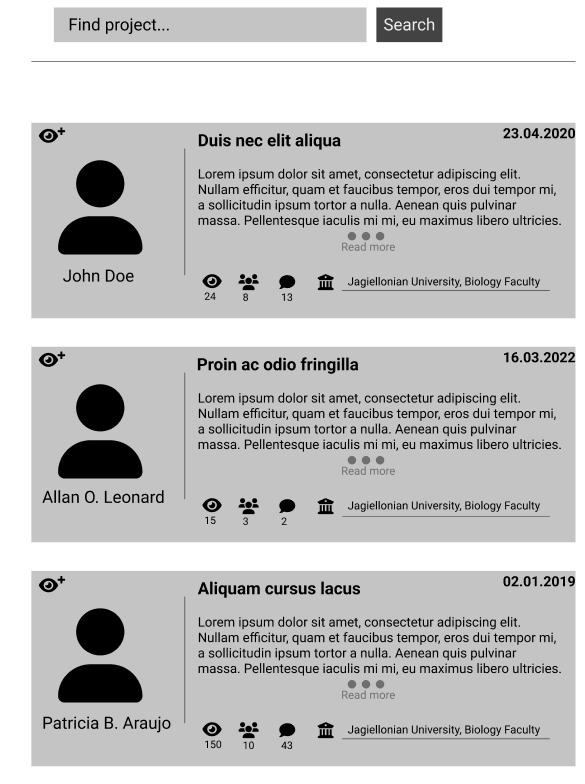 Find project...
Search
23.04.2020
Duis nec elit aliqua
Lorem ipsum dolor sit amet, consectetur adipiscing elit.
Nullam efficitur, quam et faucibus tempor, eros dui tempor mi,
a sollicitudin ipsum tortor a nulla. Aenean quis pulvinar
massa. Pellentesque iaculis mi mi, eu maximus libero ultricies.
Read more
John Doe
Jagiellonian University, Biology Faculty
24 8 13
16.03.2022
Proin ac odio fringilla
Lorem ipsum dolor sit amet, consectetur adipiscing elit.
Nullam efficitur, quam et faucibus tempor, eros dui tempor mi,
a sollicitudin ipsum tortor a nulla. Aenean quis pulvinar
massa. Pellentesque iaculis mi mi, eu maximus libero ultricies.
Read more
Allan O. Leonard
Jagiellonian University, Biology Faculty
15 3 2
02.01.2019
Aliquam cursus lacus
Lorem ipsum dolor sit amet, consectetur adipiscing elit.
Nullam efficitur, quam et faucibus tempor, eros dui tempor mi,
a sollicitudin ipsum tortor a nulla. Aenean quis pulvinar
massa. Pellentesque iaculis mi mi, eu maximus libero ultricies.
Read more
Patricia B. Araujo
Jagiellonian University, Biology Faculty
150 10 43